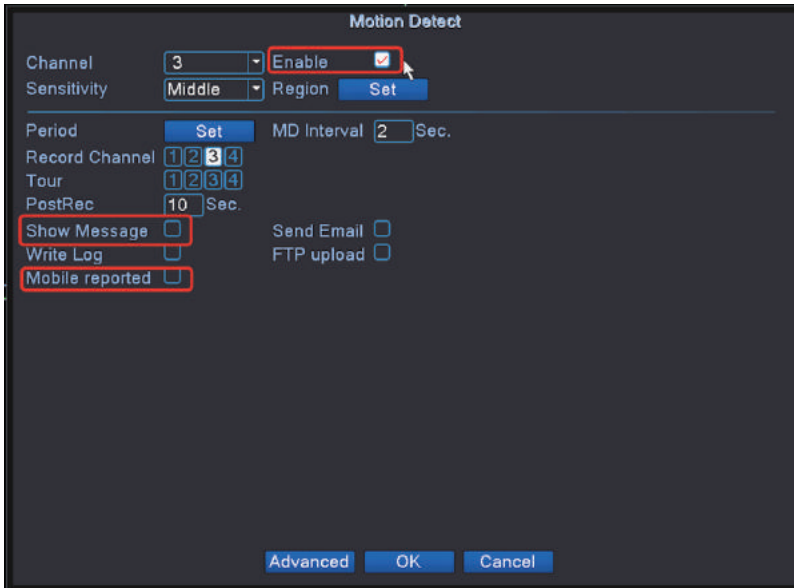 Motion Detect
Channel 3 Enable
Sensitivity Middle Region Set
Period Set MD Interval 2 Sec.
Record Channel 1 2 3 4
Tour 1 2 3 4
PostRec 10 Sec.
Show Message Send Email
Write Log FTP upload
Mobile reported
Advanced OK Cancel